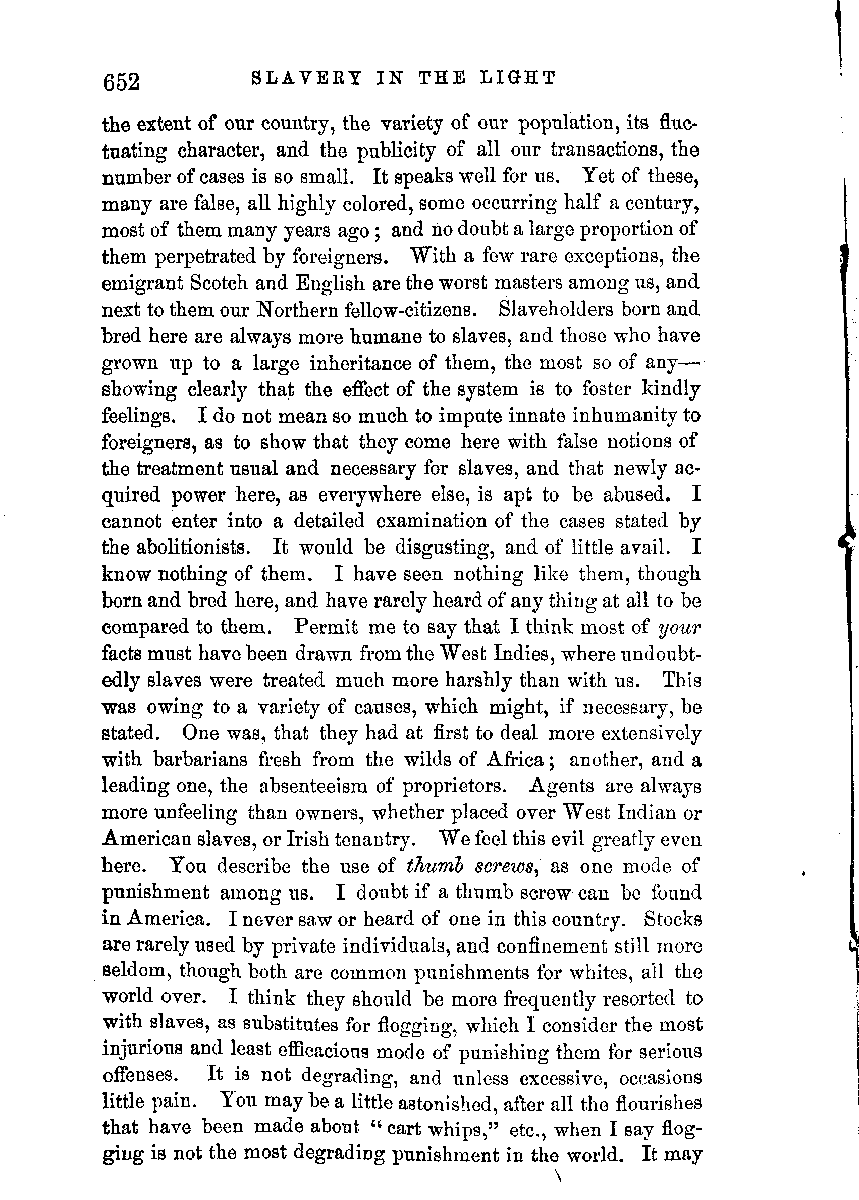 652 SLAVERY IN THE LIGHT
the extent of our country, the variety of our population, its fluc-
tuating character, and the publicity of all our transactions, the
number of cases is so small. It speaks well for us. Yet of these,
many are false, all highly colored, some occurring half a century,
most of them many years ago; and no doubt a large proportion of
them perpetrated by foreigners. With a few rare exceptions, the
emigrant Scotch and English are the worst masters among us, and
next to them our Northern fellow-citizens. Slaveholders born and
bred here are always more humane to slaves, and those who have
grown up to a large inheritance of them, the most so of any—
showing clearly that the effect of the system is to foster kindly
feelings. I do not mean so much to impute innate inhumanity to
foreigners, as to show that they come here with false notions of
the treatment usual and necessary for slaves, and that newly ac-
quired power here, as everywhere else, is apt to be abused. I
cannot enter into a detailed examination of the cases stated by
the abolitionists. It would be disgusting, and of little avail. I
know nothing of them. I have seen nothing like them, though
born and bred here, and have rarely heard of any thing at all to be
compared to them. Permit me to say that I think most of your
facts must have been drawn from the West Indies, where undoubt-
edly slaves were treated much more harshly than with us. This
was owing to a variety of causes, which might, if necessary, be
stated. One was, that they had at first to deal more extensively
with barbarians fresh from the wilds of Africa; another, and a
leading one, the absenteeism of proprietors. Agents are always
more unfeeling than owners, whether placed over West Indian or
American slaves, or Irish tenantry. We feel this evil greatly even
here. You describe the use of thumb screws, as one mode of
punishment among us. I doubt if a thumb screw can be found
in America. I never saw or heard of one in this country. Stocks
are rarely used by private individuals, and confinement still more
seldom, though both are common punishments for whites, all the
world over. I think they should be more frequently resorted to
with slaves, as substitutes for flogging, which I consider the most
injurious and least efficacious mode of punishing them for serious
offenses. It is not degrading, and unless excessive, occasions
little pain. You may be a little astonished, after all the flourishes
that have been made about "cart whips," etc., when I say flog-
ging is not the most degrading punishment in the world. It may